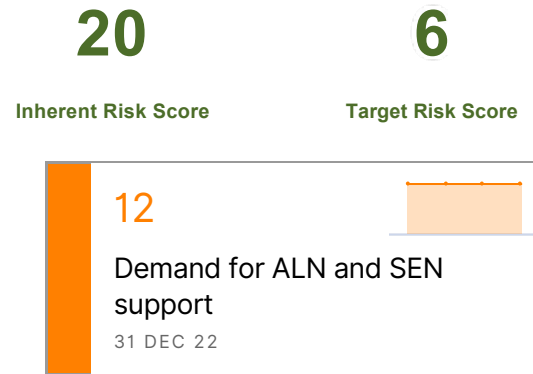 20 6
Inherent Risk Score Target Risk Score
12
Demand for ALN and SEN
support
31 DEC 22